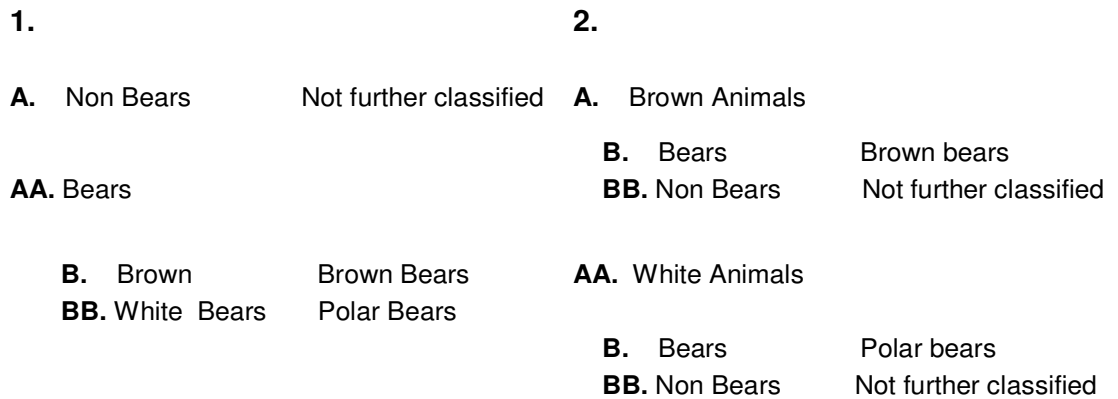 1.
A. Non Bears Not further classified
AA. Bears
B. Brown Brown Bears
BB. White Bears Polar Bears
2.
A. Brown Animals
B. Bears Brown bears
BB. Non Bears Not further classified
AA. White Animals
B. Bears Polar bears
BB. Non Bears Not further classified